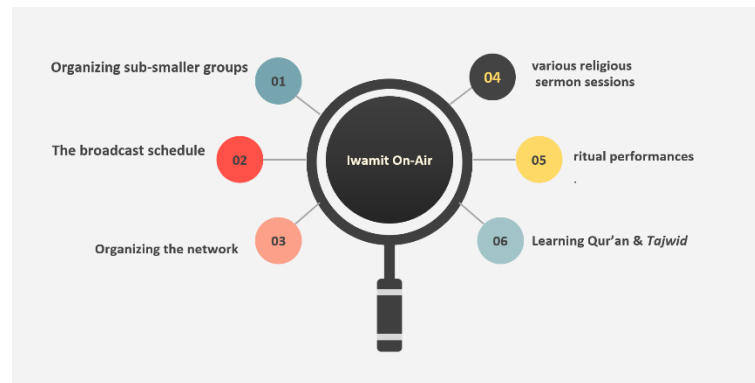 Organizing sub-smaller groups
01
The broadcast schedule
02
Organizing the network
03
Iwamit On-Air
04
various religious
sermon sessions
05
ritual performances
.
06
Learning Qur'an & Tajwid